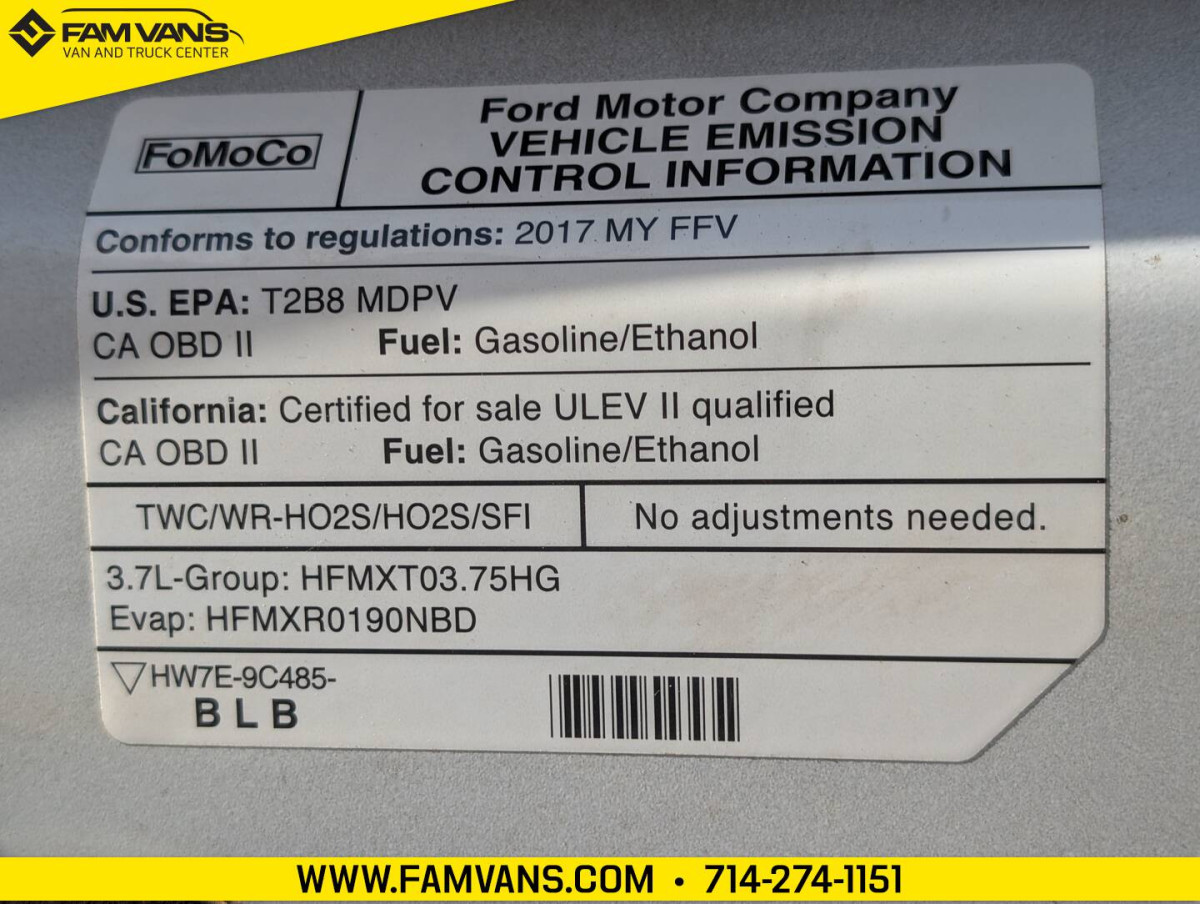 FAM VANS
VAN AND TRUCK CENTER
FoMoCo
Ford Motor Company
VEHICLE EMISSION
CONTROL INFORMATION
Conforms to regulations: 2017 MY FFV
U.S. EPA: T2B8 MDPV
CA OBD II Fuel: Gasoline/Ethanol
California: Certified for sale ULEV II qualified
CA OBD II Fuel: Gasoline/Ethanol
TWC/WR-HO2S/HO2S/SFI
No adjustments needed.
3.7L-Group: HFMXT03.75HG
Evap: HFMXR0190NBD
HW7E-9C485-
B L B
WWW.FAMVANS.COM • 714-274-1151